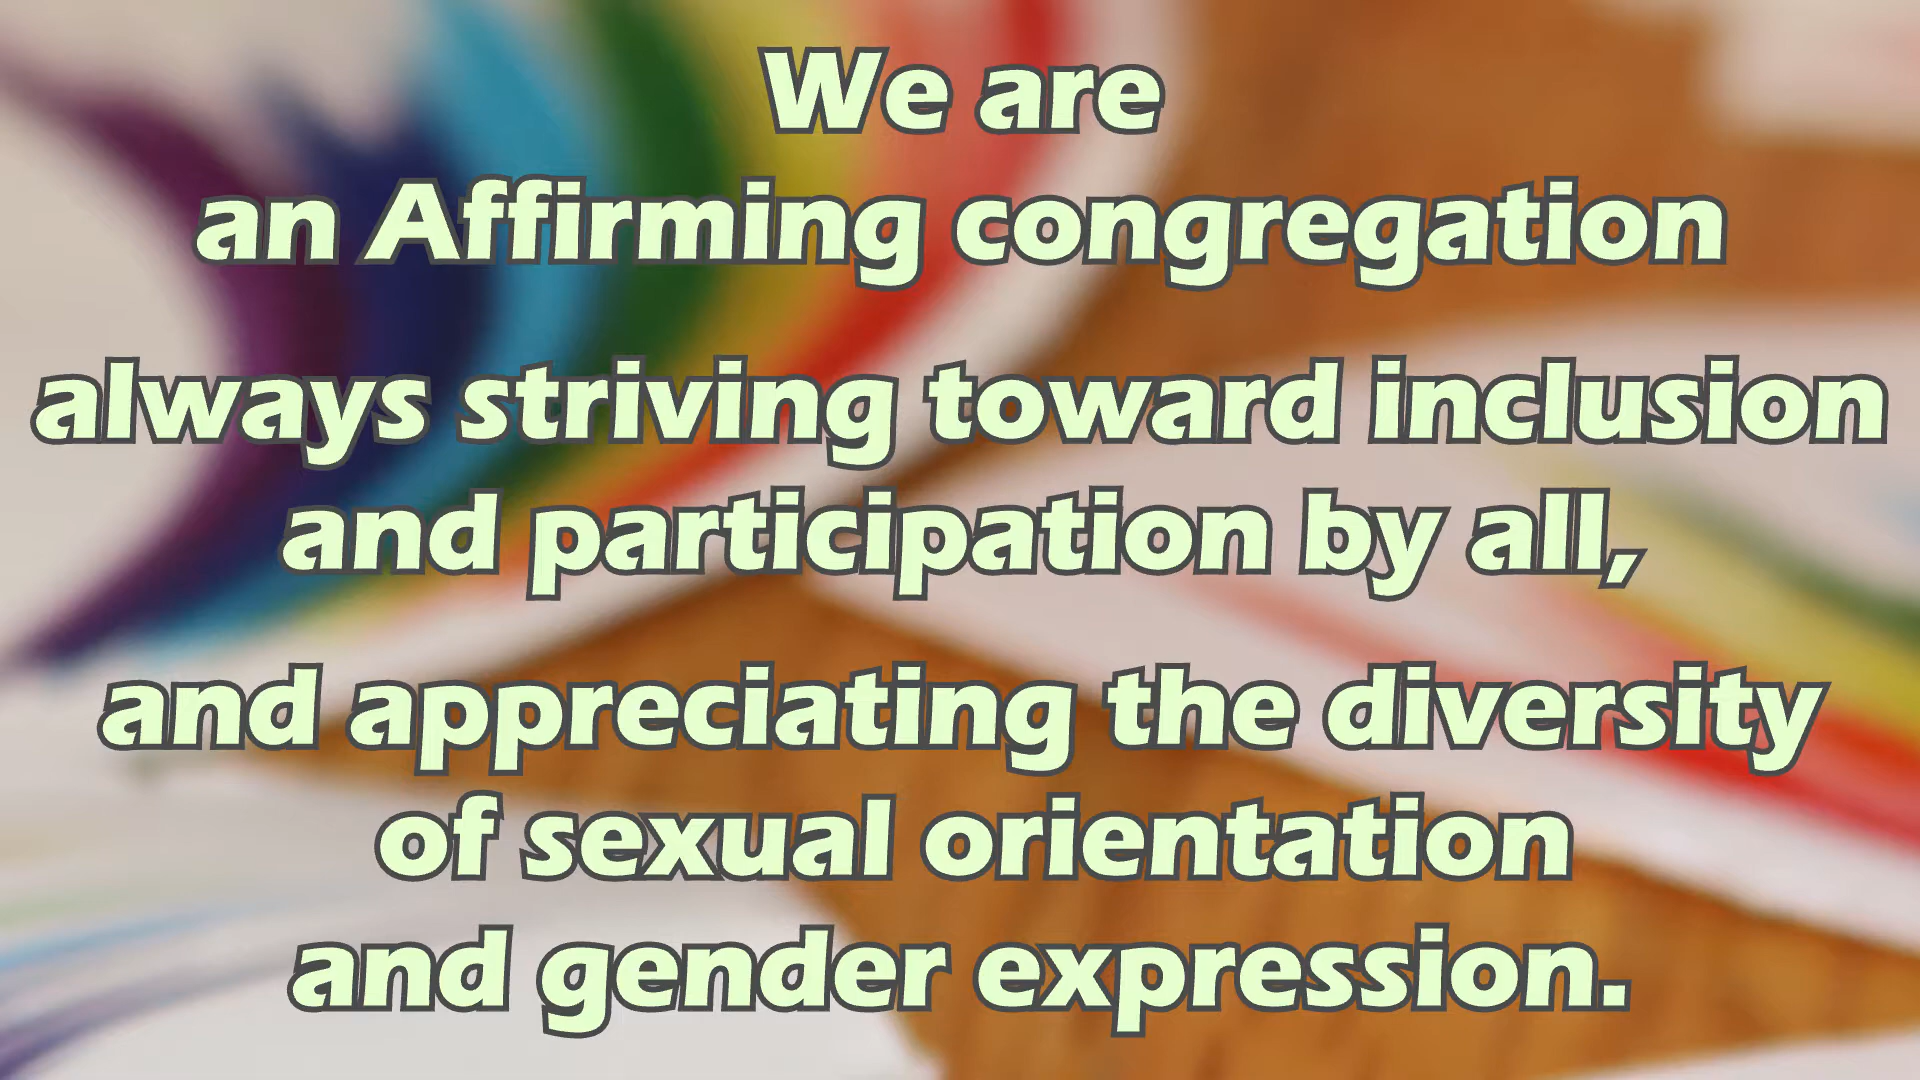 We are
an Affirming congregation
always striving toward inclusion
and participation by all,
and appreciating the diversity
of sexual orientation
and gender expression.